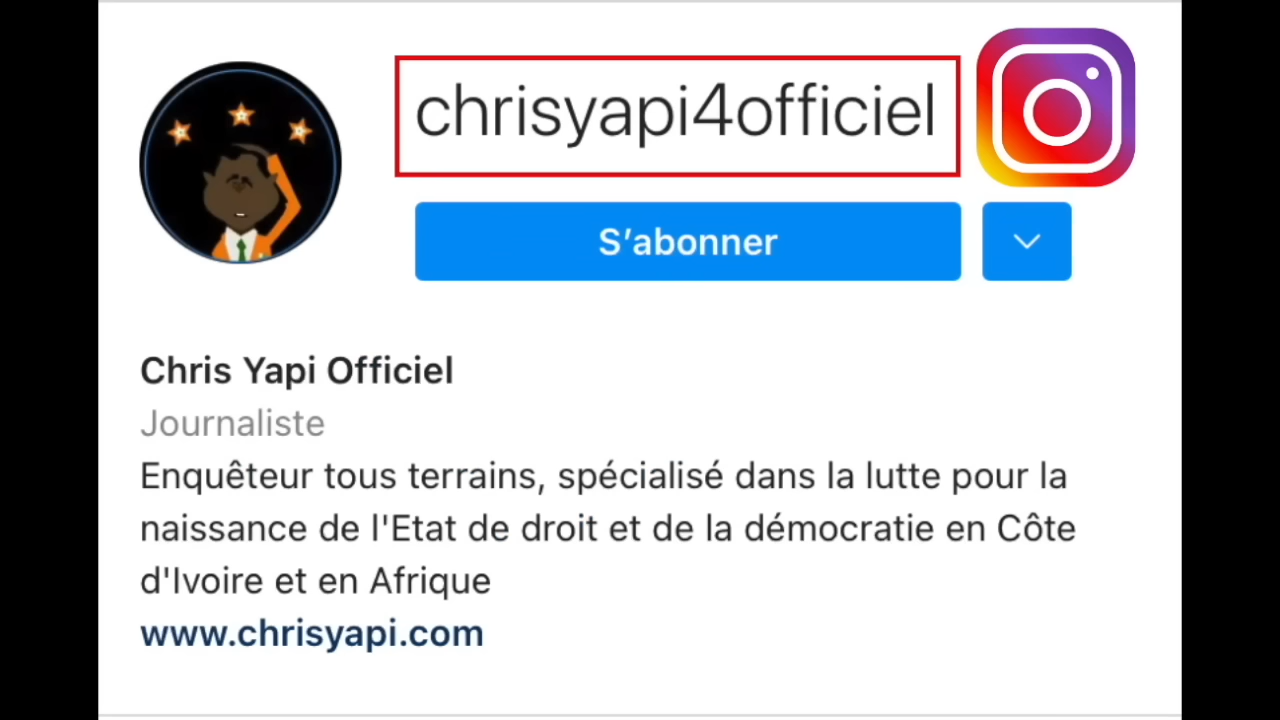 chrisyapi4officiel
S’abonner
Chris Yapi Officiel
Journaliste
Enquêteur tous terrains, spécialisé dans la lutte pour la
naissance de l'Etat de droit et de la démocratie en Côte
d'Ivoire et en Afrique
www.chrisyapi.com